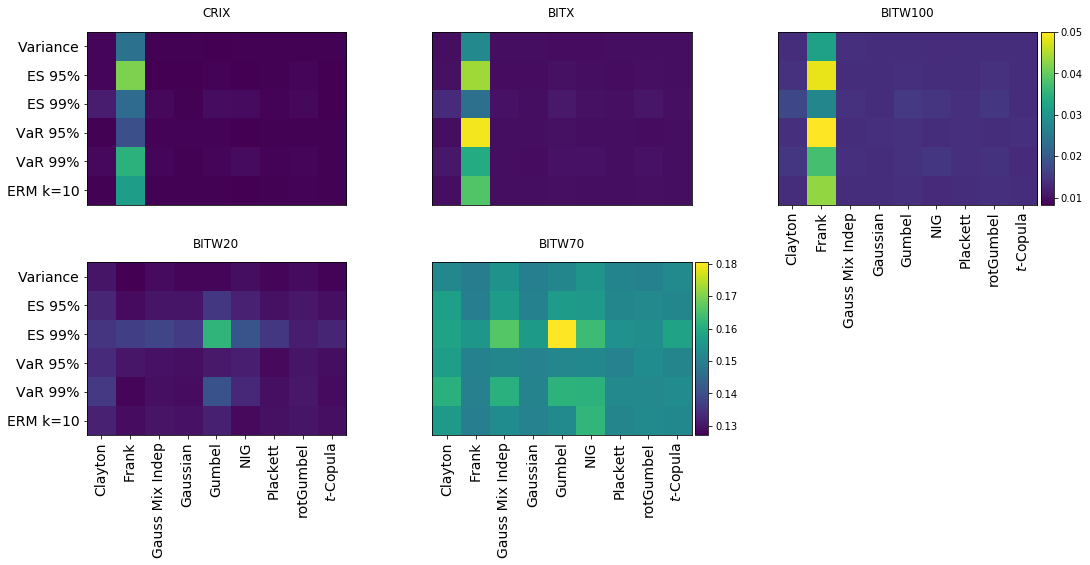 CRIX
BITX
BITW100
Variance
ES 95%
ES 99%
VaR 95%
VaR 99%
ERM k=10
0.05
0.04
0.03
0.02
0.01
Clayton
Frank
Gauss Mix Indep
Gaussian
Gumbel
NIG
Plackett
rotGumbel
t-Copula
BITW20
BITW70
Variance
ES 95%
ES 99%
VaR 95%
VaR 99%
ERM k=10
0.18
0.17
0.16
0.15
0.14
0.13
Clayton
Frank
Gauss Mix Indep
Gaussian
Gumbel
NIG
Plackett
rotGumbel
t-Copula
Clayton
Frank
Gauss Mix Indep
Gaussian
Gumbel
NIG
Plackett
rotGumbel
t-Copula